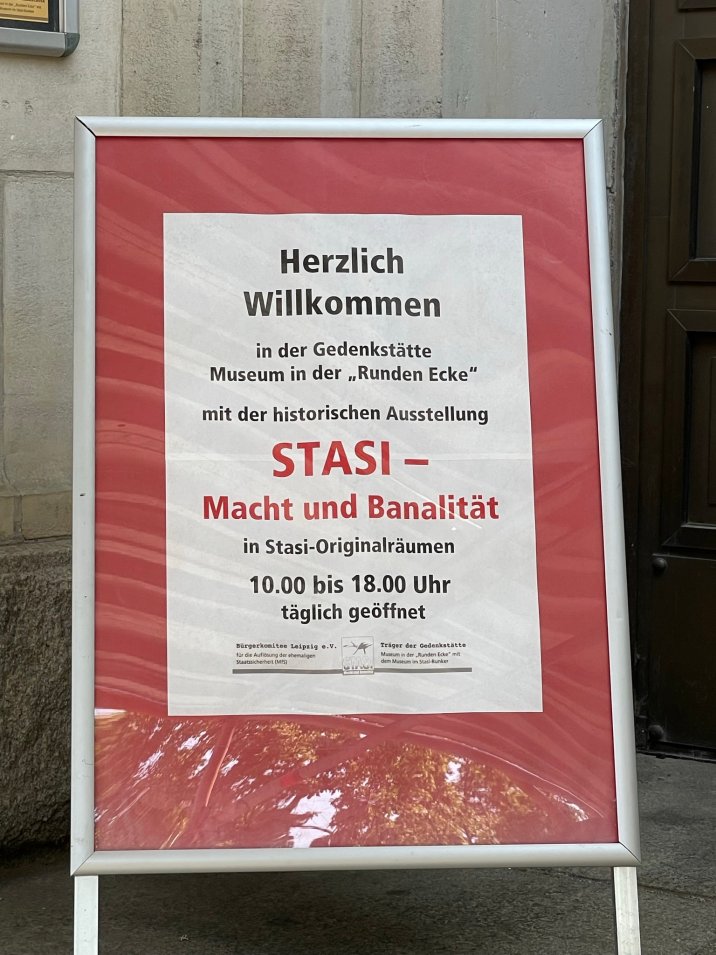 Herzlich
Willkommen
in der Gedenkstätte
Museum in der „Runden Ecke“
mit der historischen Ausstellung
STASI –
Macht und Banalität
in Stasi-Originalräumen
10.00 bis 18.00 Uhr
täglich geöffnet
Bürgerkomitee Leipzig e.V.
für die Auflösung der ehemaligen
Staatssicherheit (MfS)
STASI
Träger der Gedenkstätte
Museum in der „Runden Ecke“ mit
dem Museum im Stasi-Bunker